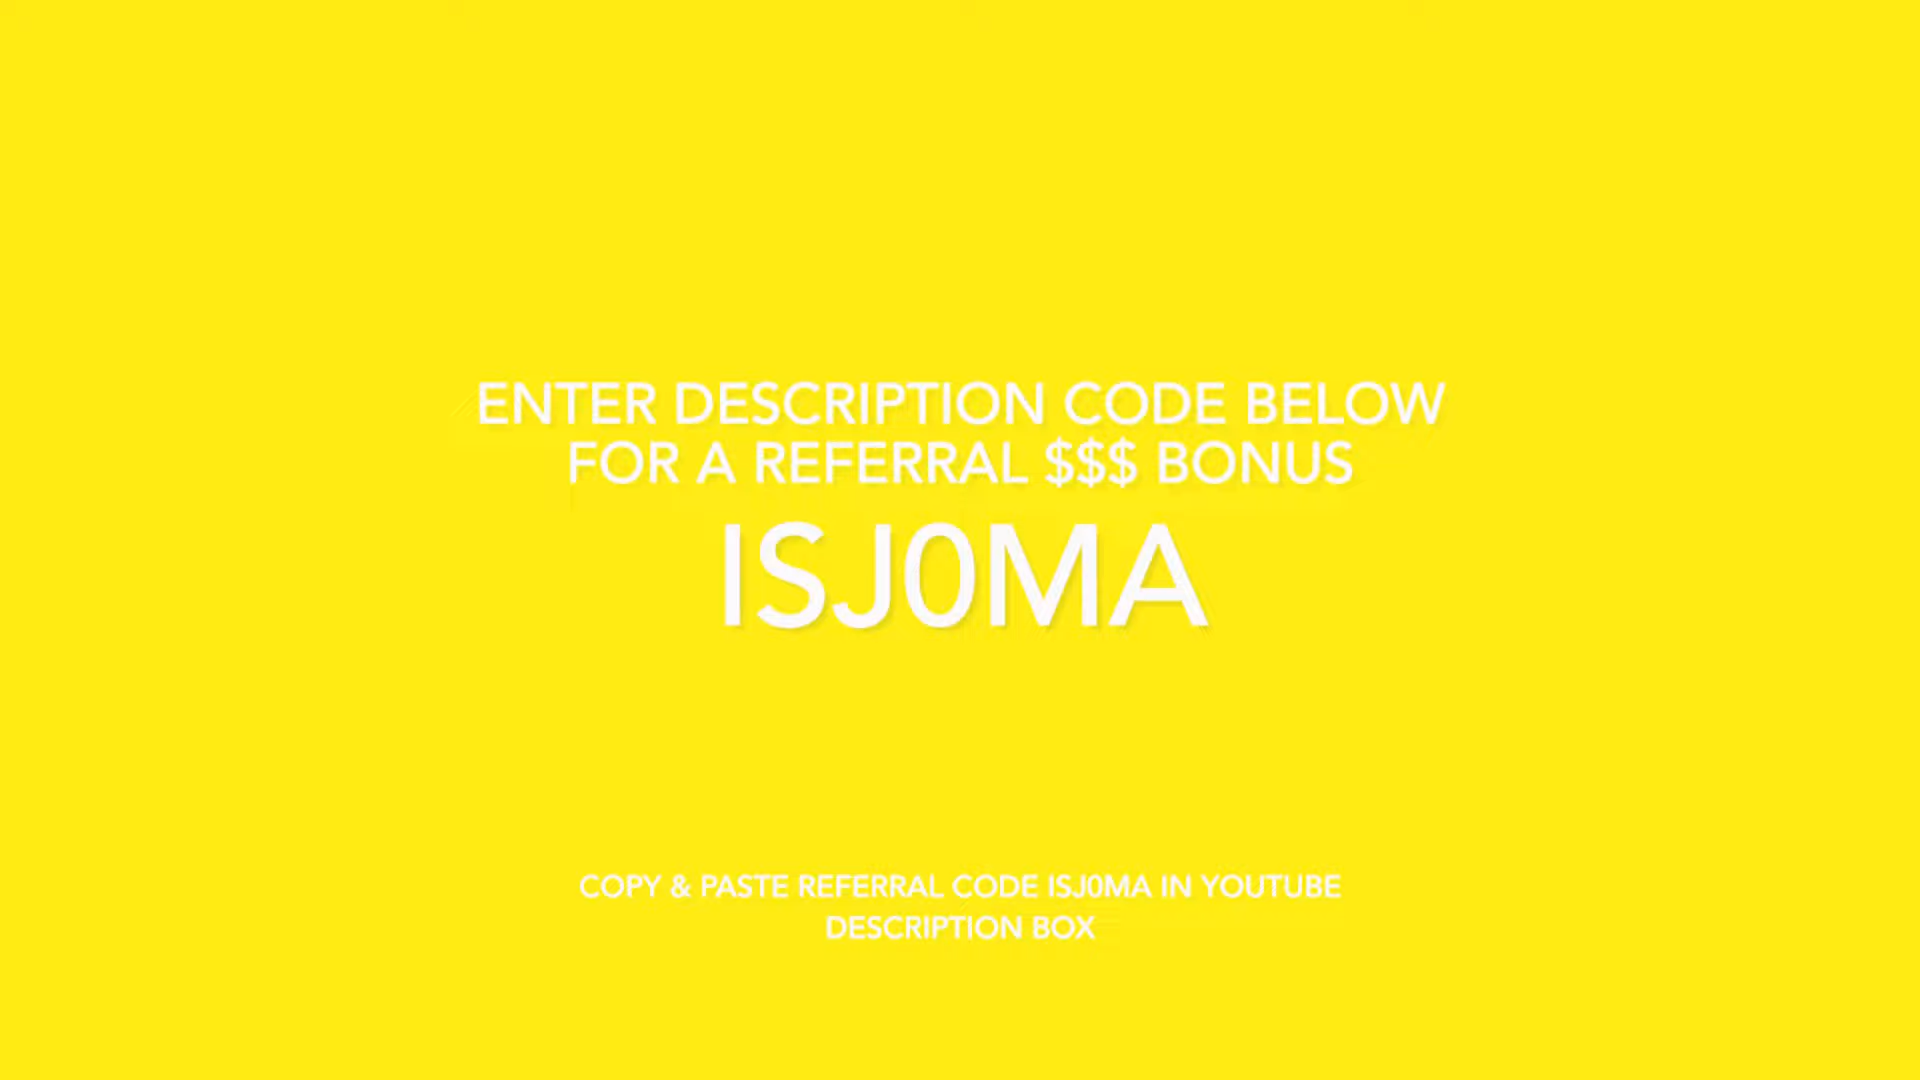 ENTER DESCRIPTION CODE BELOW
FOR A REFERRAL $$$ BONUS
ISJ0MA
COPY & PASTE REFERRAL CODE ISJ0MA IN YOUTUBE
DESCRIPTION BOX